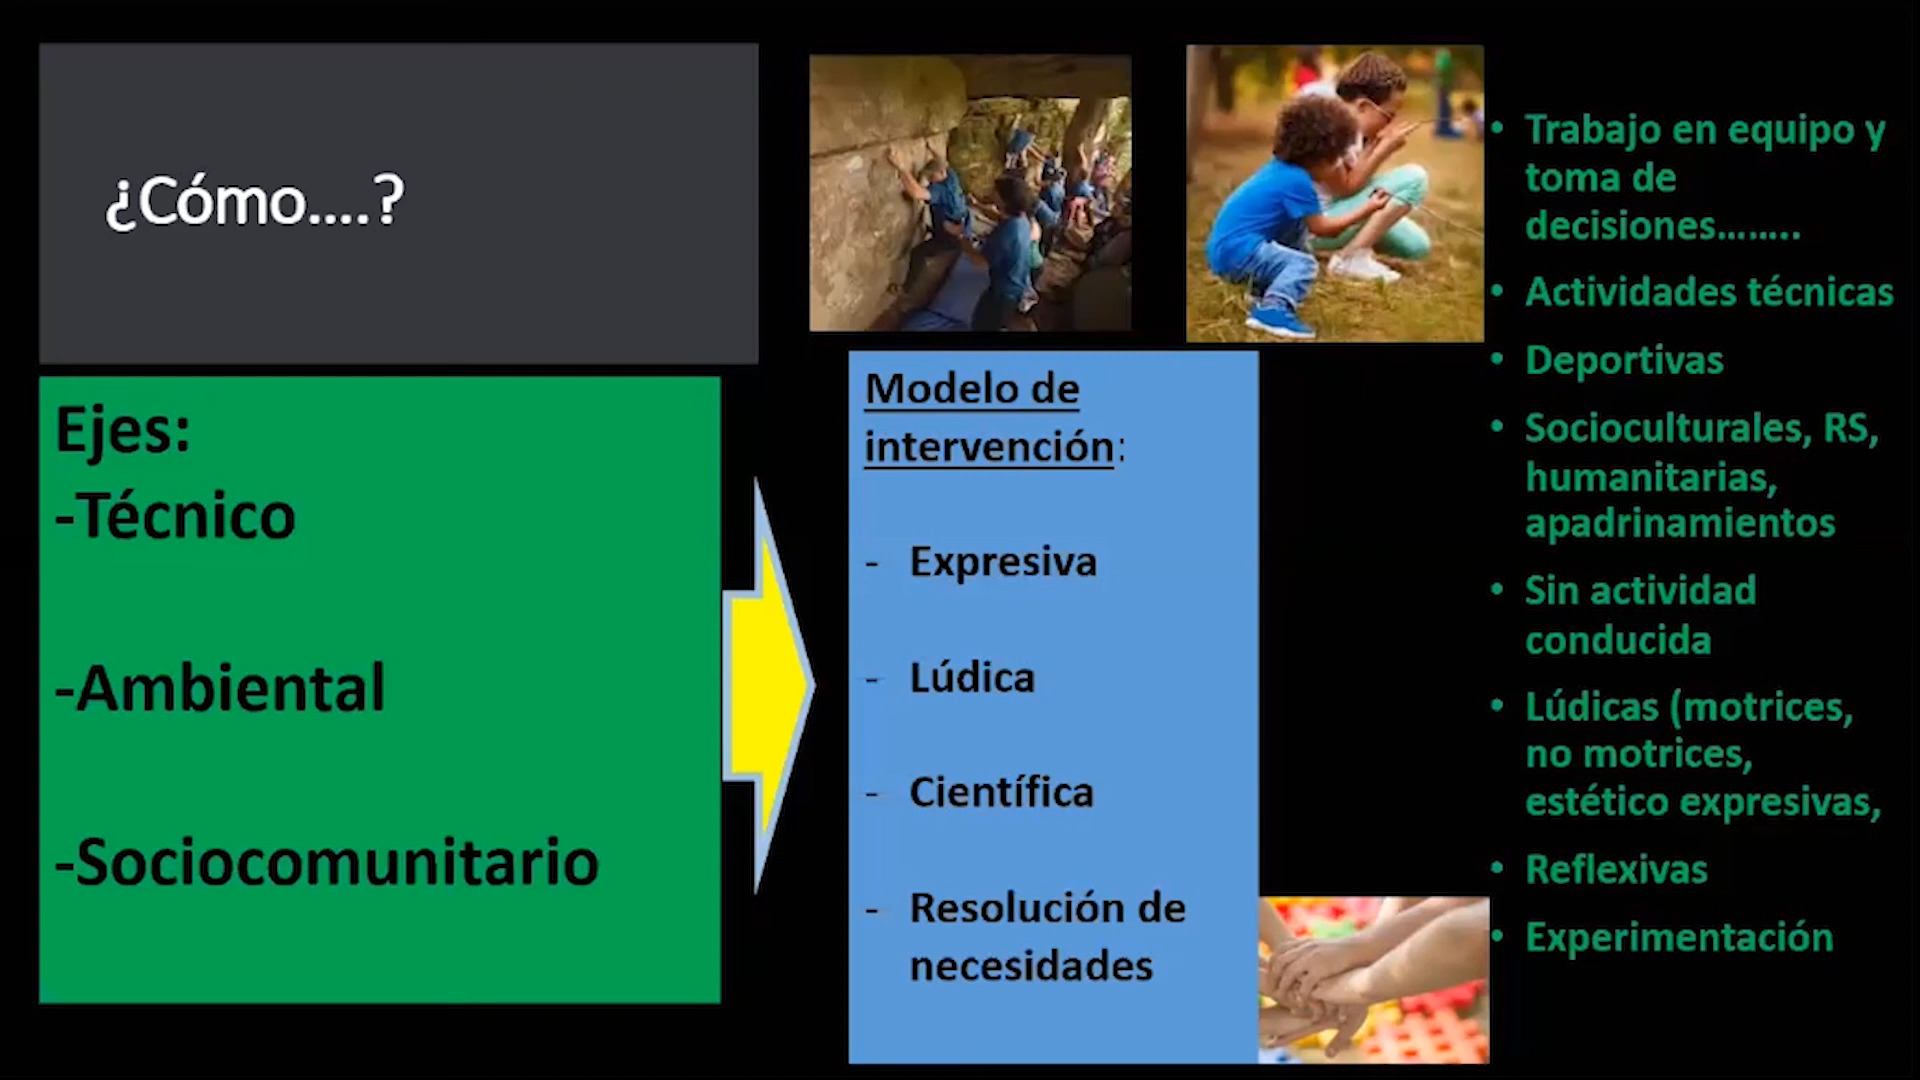 ¿Cómo....?
Ejes:
-Técnico
-Ambiental
-Sociocomunitario
Modelo de
intervención:
- Expresiva
- Lúdica
- Científica
- Resolución de
necesidades
• Trabajo en equipo y
toma de
decisiones……..
• Actividades técnicas
• Deportivas
• Socioculturales, RS,
humanitarias,
apadrinamientos
• Sin actividad
conducida
• Lúdicas (motrices,
no motrices,
estético expresivas,
• Reflexivas
• Experimentación